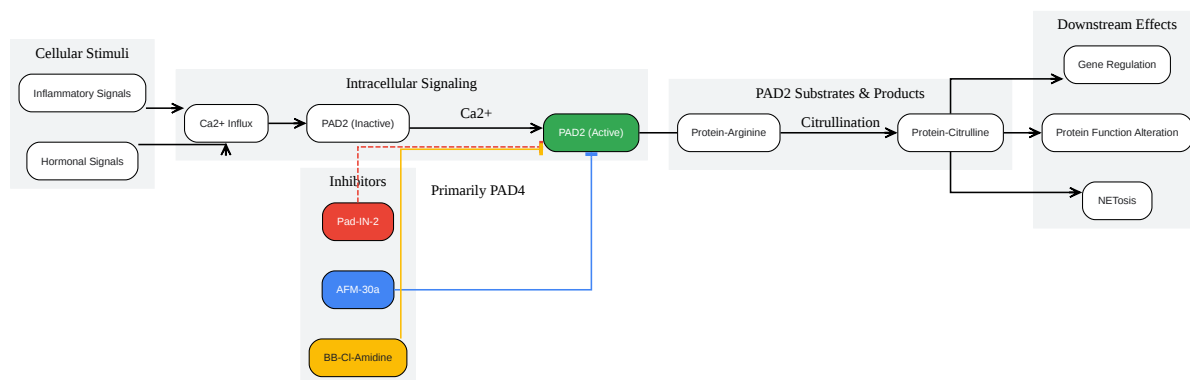 Cellular Stimuli
Inflammatory Signals
Hormonal Signals
Intracellular Signaling
Ca2+ Influx
PAD2 (Inactive)
Ca2+
PAD2 (Active)
Inhibitors
Primarily PAD4
Pad-IN-2
AFM-30a
BB-Cl-Amidine
PAD2 Substrates & Products
Protein-Arginine
Citrullination
Protein-Citrulline
Downstream Effects
Gene Regulation
Protein Function Alteration
NETosis